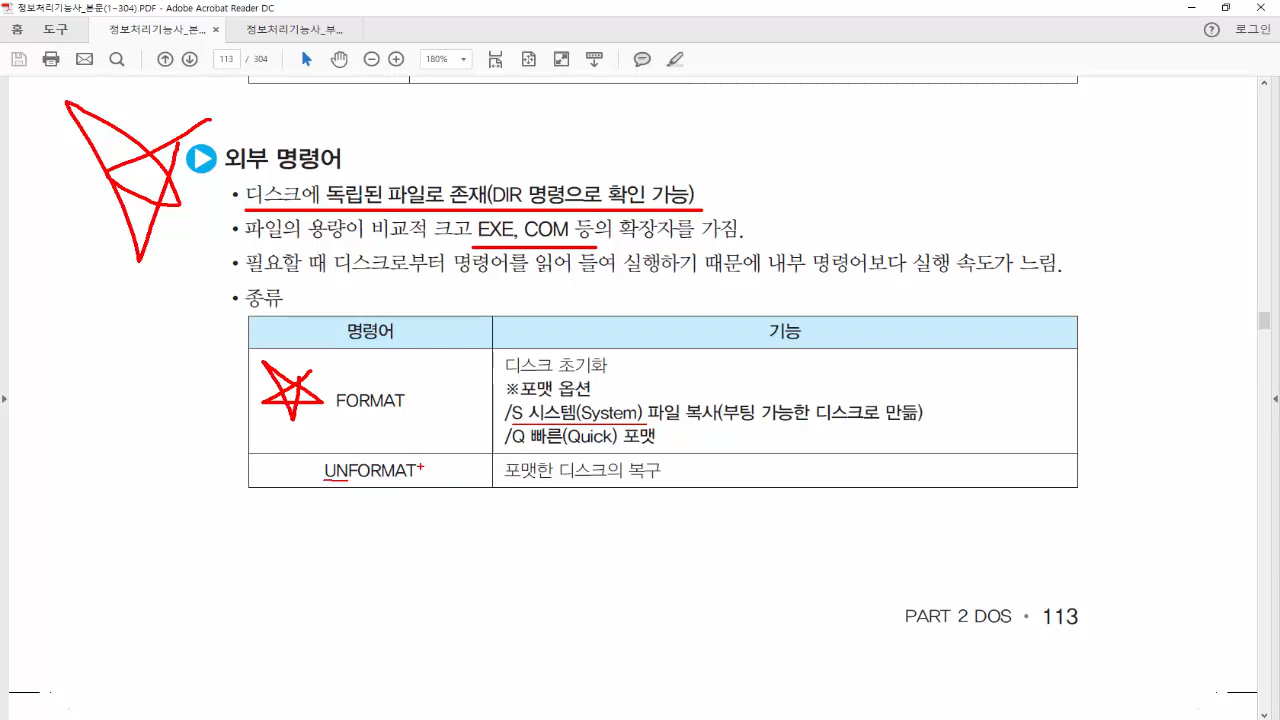 정보처리기능사_본문(1~304).PDF - Adobe Acrobat Reader DC
홈 도구 정보처리기능사_본... × 정보처리기능사_부... 로그인
113 / 304 180%
외부 명령어
• 디스크에 독립된 파일로 존재(DIR 명령으로 확인 가능)
• 파일의 용량이 비교적 크고 EXE, COM 등의 확장자를 가짐.
• 필요할 때 디스크로부터 명령어를 읽어 들여 실행하기 때문에 내부 명령어보다 실행 속도가 느림.
• 종류
명령어 기능
FORMAT
디스크 초기화
※포맷 옵션
/S 시스템(System) 파일 복사(부팅 가능한 디스크로 만듦)
/Q 빠른(Quick) 포맷
UNFORMAT 포맷한 디스크의 복구
PART 2 DOS • 113